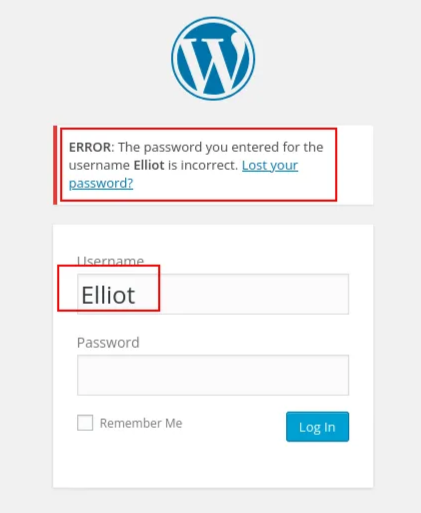 ERROR: The password you entered for the
username Elliot is incorrect. Lost your
password?
Username
Elliot
Password
Remember Me
Log In